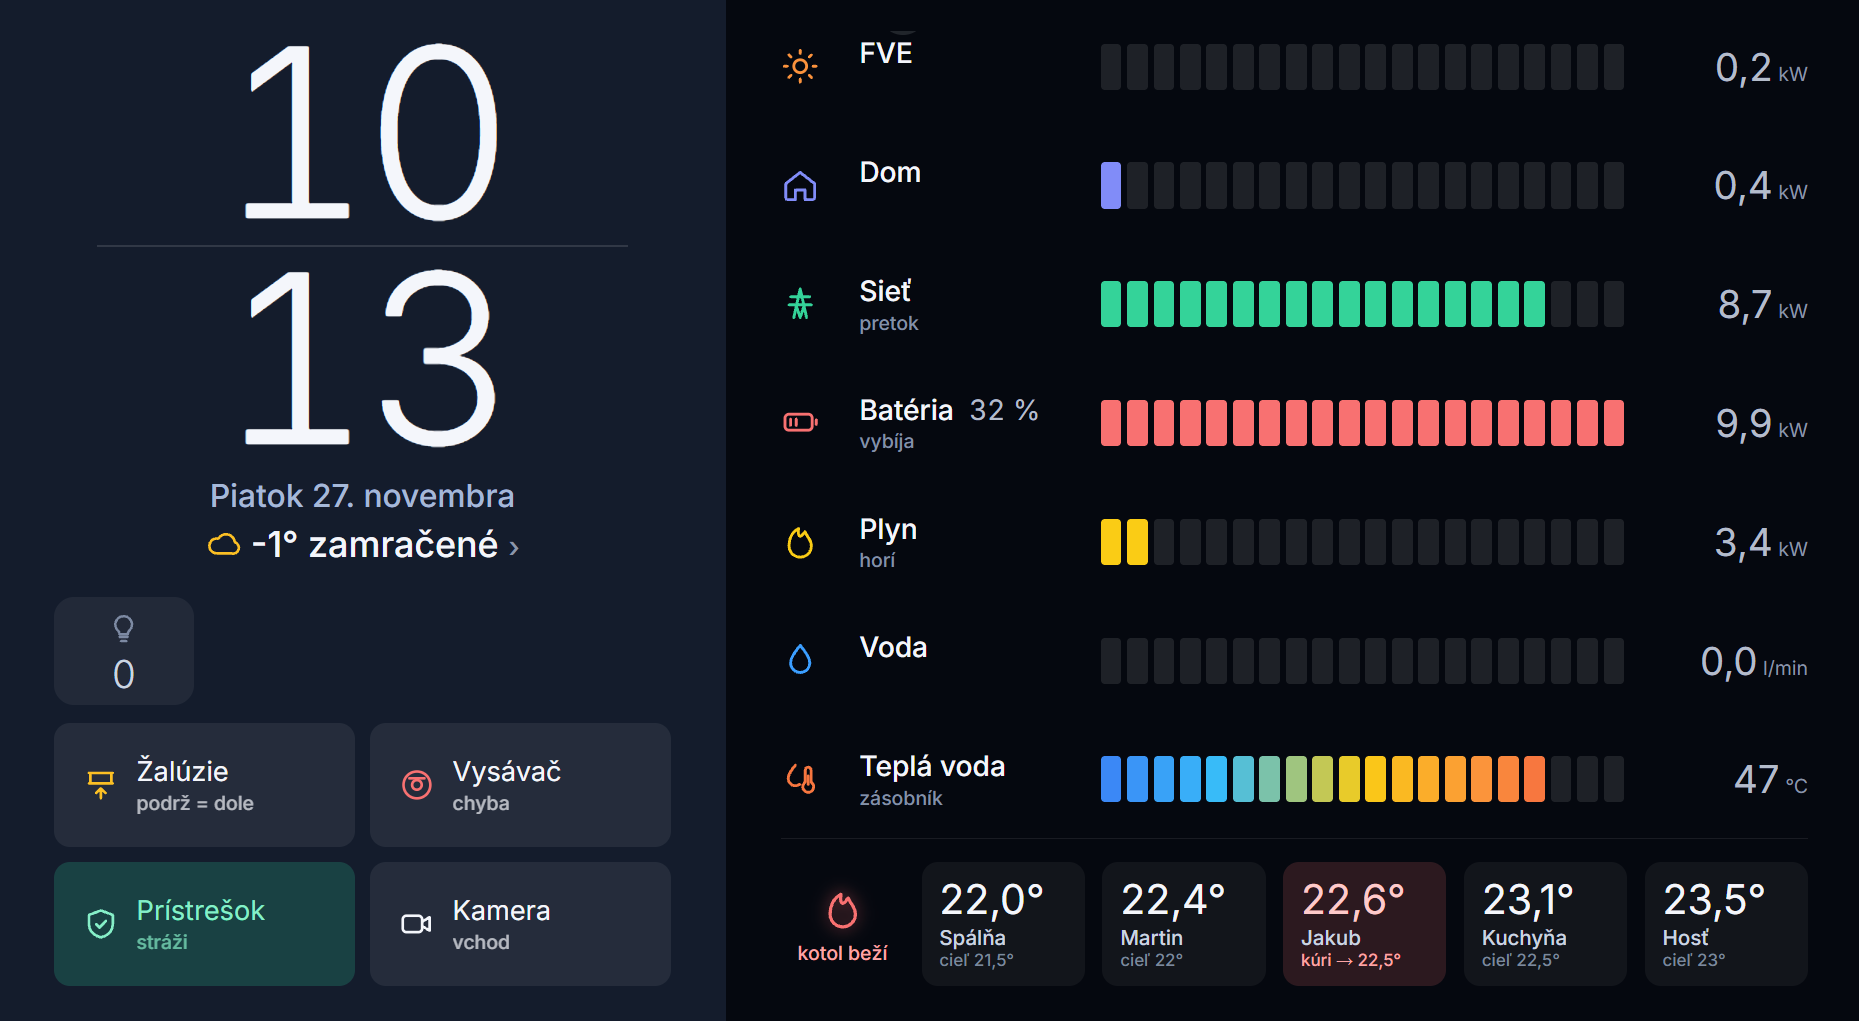 10
13
Piatok 27. novembra
-1° zamračené ›
0
Žalúzie
podrž = dole
Vysávač
chyba
Prístrešok
stráži
Kamera
vchod
FVE
0,2 kW
Dom
0,4 kW
Sieť
pretok
8,7 kW
Batéria 32 %
vybíja
9,9 kW
Plyn
horí
3,4 kW
Voda
0,0 l/min
Teplá voda
zásobník
47 °C
kotol beží
22,0°
Spálňa
cieľ 21,5°
22,4°
Martin
cieľ 22°
22,6°
Jakub
kúri → 22,5°
23,1°
Kuchyňa
cieľ 22,5°
23,5°
Hosť
cieľ 23°